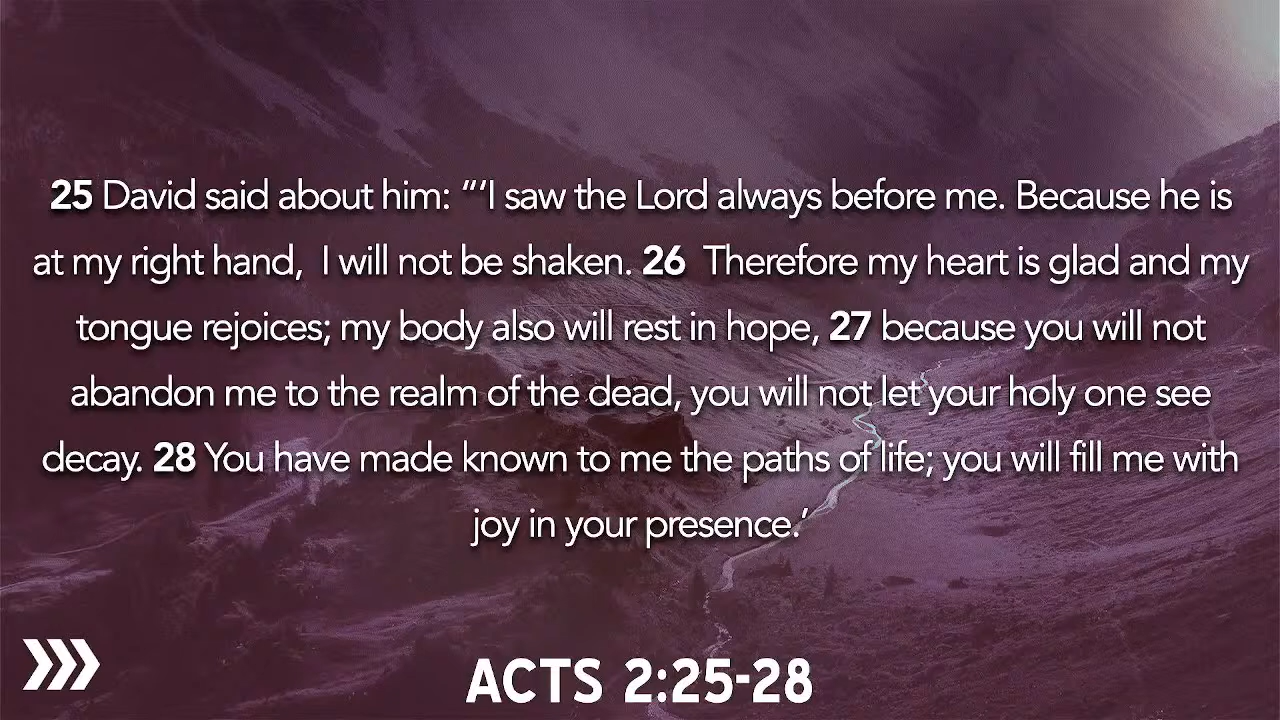 25 David said about him: “‘I saw the Lord always before me. Because he is
at my right hand,  I will not be shaken. 26  Therefore my heart is glad and my
tongue rejoices; my body also will rest in hope, 27 because you will not
abandon me to the realm of the dead, you will not let your holy one see
decay. 28 You have made known to me the paths of life; you will fill me with
joy in your presence.’
ACTS 2:25-28